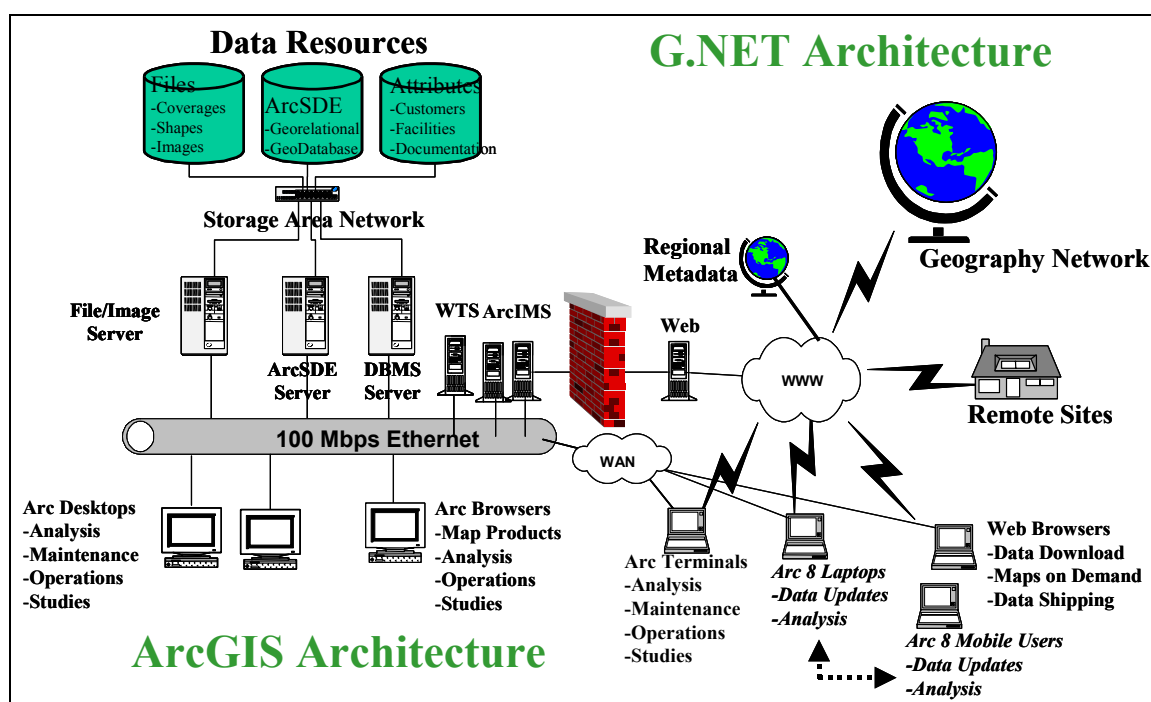 Data Resources
G.NET Architecture
Files
-Coverages
-Shapes
-Images
ArcSDE
-Georelational
-GeoDatabase
Attributes
-Customers
-Facilities
-Documentation
Storage Area Network
Regional
Metadata
Geography Network
File/Image
Server
ArcSDE
Server
DBMS
Server
WTS
ArcIMS
Web
WWW
Remote Sites
100 Mbps Ethernet
WAN
Arc Desktops
-Analysis
-Maintenance
-Operations
-Studies
Arc Browsers
-Map Products
-Analysis
-Operations
-Studies
Arc Terminals
-Analysis
-Maintenance
-Operations
-Studies
Arc 8 Laptops
-Data Updates
-Analysis
Web Browsers
-Data Download
-Maps on Demand
-Data Shipping
Arc 8 Mobile Users
-Data Updates
-Analysis
ArcGIS Architecture